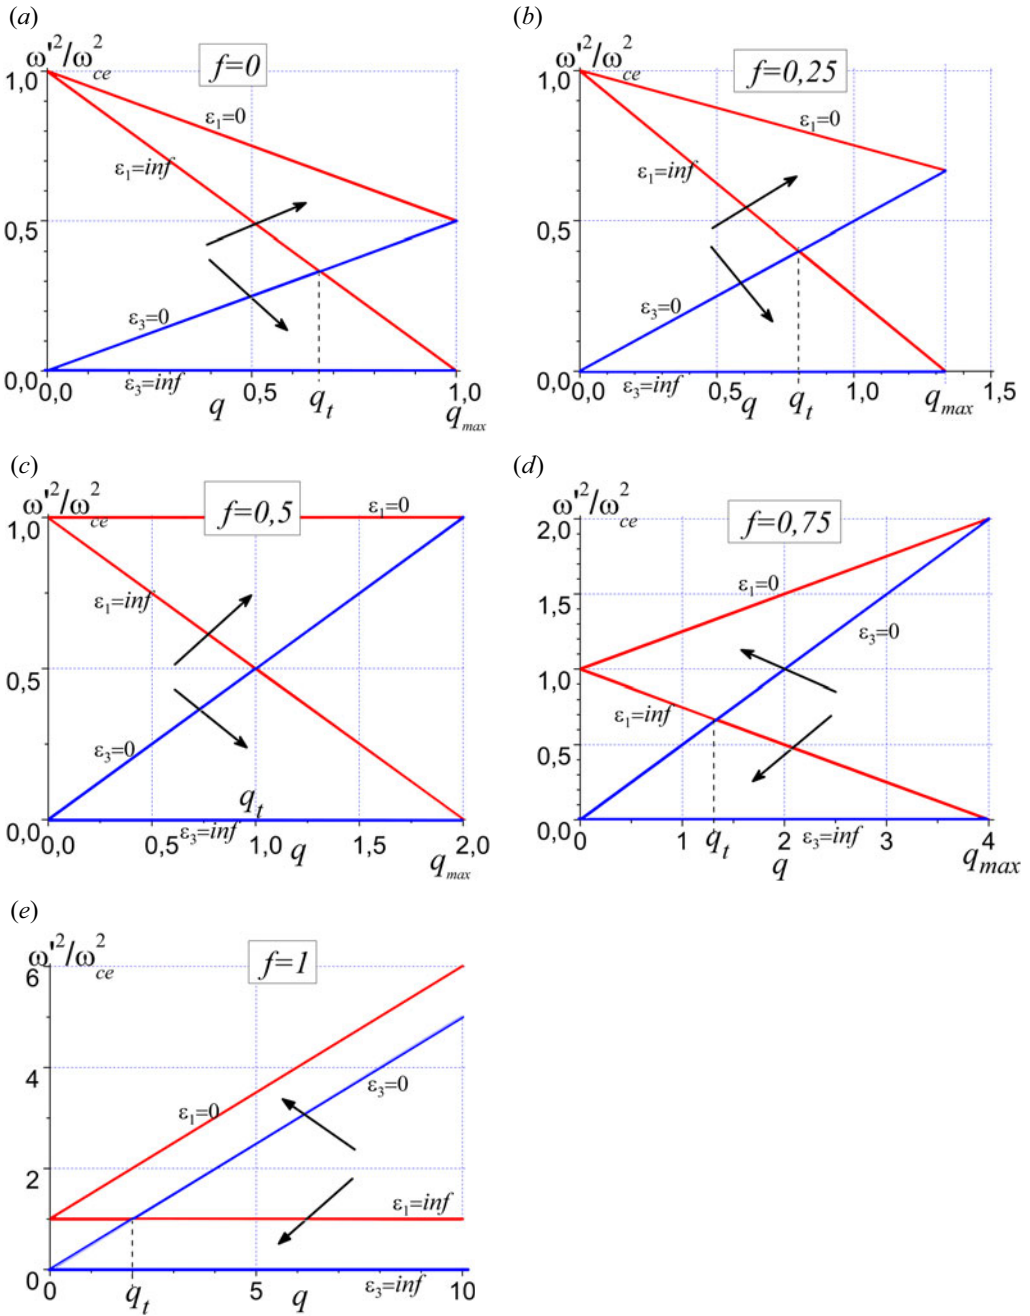 (a)
ω'²/ω²ce
f=0
1,0
ε₁=0
ε₁=inf
0,5
ε₃=0
0,0
ε₃=inf
0,0
q
0,5
qt
1,0
qmax
(b)
ω'²/ω²ce
f=0,25
1,0
ε₁=0
ε₁=inf
0,5
ε₃=0
0,0
ε₃=inf
0,0
0,5
q
qt
1,0
qmax
1,5
(c)
ω'²/ω²ce
f=0,5
1,0
ε₁=0
ε₁=inf
0,5
ε₃=0
qt
0,0
ε₃=inf
0,0
0,5
1,0
q
1,5
2,0
qmax
(d)
ω'²/ω²ce
f=0,75
2,0
ε₁=0
1,5
ε₃=0
1,0
ε₁=inf
0,5
0,0
ε₃=inf
0
1
qt
2
q
3
4
qmax
(e)
ω'²/ω²ce
f=1
6
4
ε₁=0
ε₃=0
2
ε₁=inf
0
ε₃=inf
0
qt
5
q
10